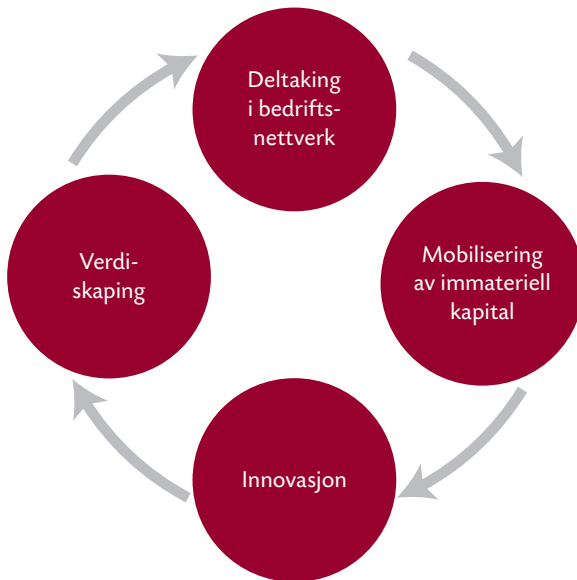 Deltaking
i bedrifts-
nettverk
Mobilisering
av immateriell
kapital
Innovasjon
Verdi-
skaping